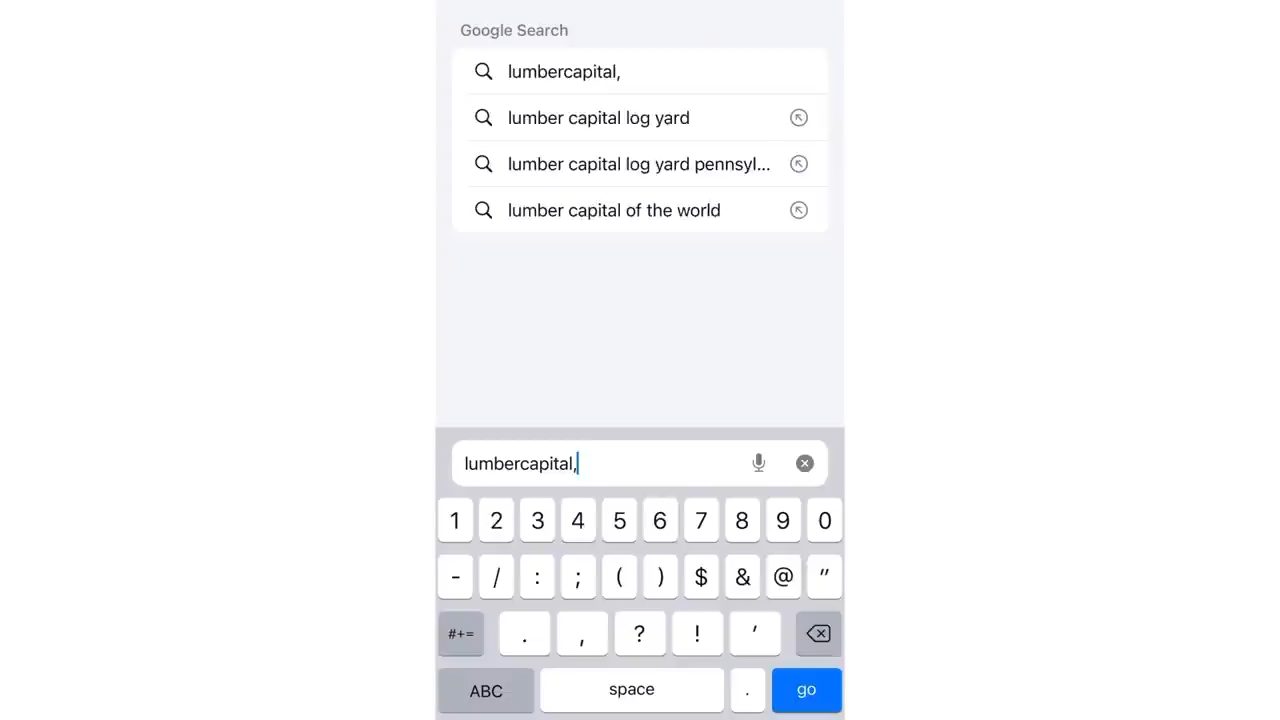 Google Search
lumbercapital,
lumber capital log yard
lumber capital log yard pennsyl...
lumber capital of the world
lumbercapital,
1 2 3 4 5 6 7 8 9 0
- / : ; ( ) $ & @ "
#+= . , ? ! '
ABC space . go